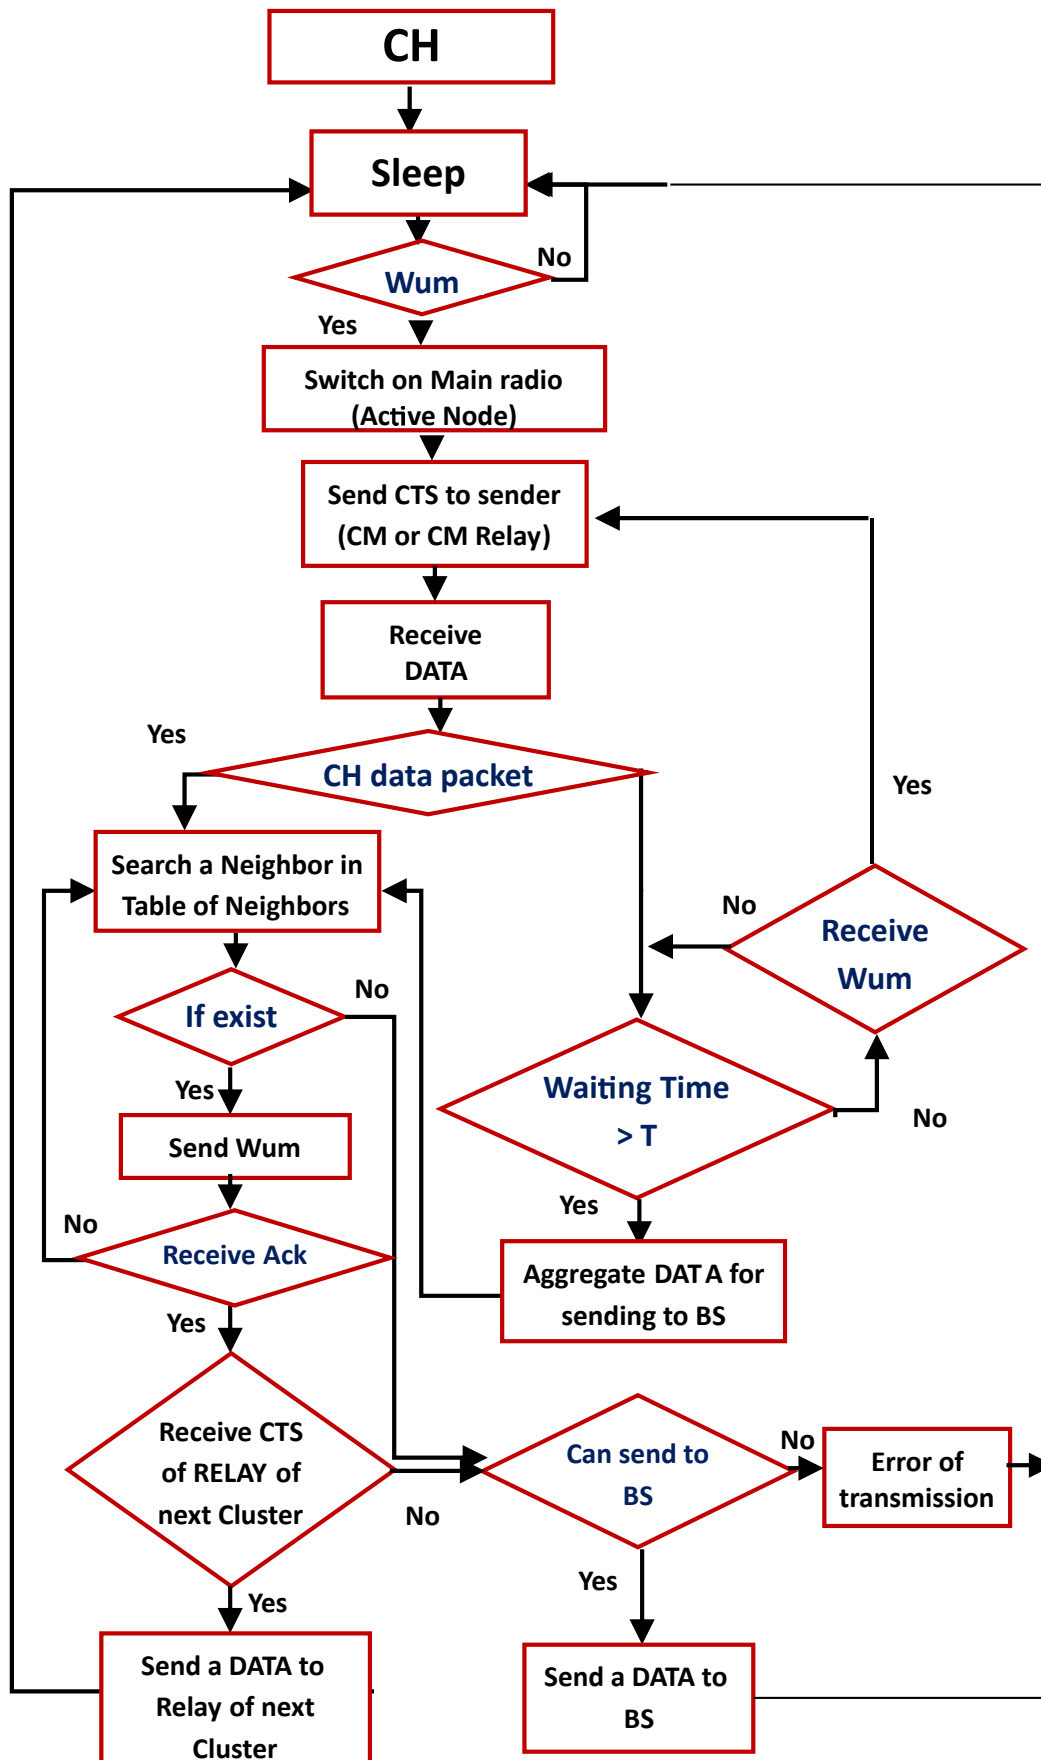 CH
Sleep
No
Wum
Yes
Switch on Main radio
(Active Node)
Send CTS to sender
(CM or CM Relay)
Receive
DATA
Yes
CH data packet
Yes
Search a Neighbor in
Table of Neighbors
No
Receive
Wum
No
If exist
Waiting Time
> T
No
Yes
Send Wum
Yes
No
Receive Ack
Aggregate DATA for
sending to BS
Yes
Receive CTS
of RELAY of
next Cluster
No
Can send to
BS
No
Error of
transmission
Yes
Yes
Send a DATA to
Relay of next
Cluster
Send a DATA to
BS